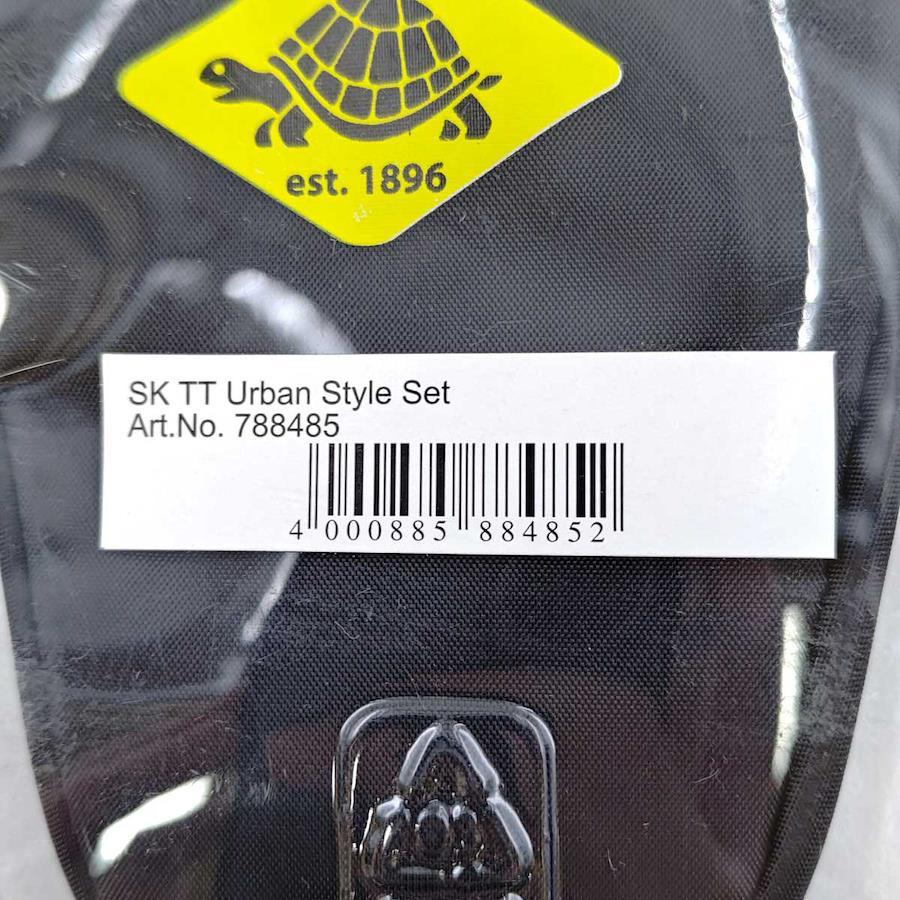 est. 1896
SK TT Urban Style Set
Art.No. 788485
4 000885 884852